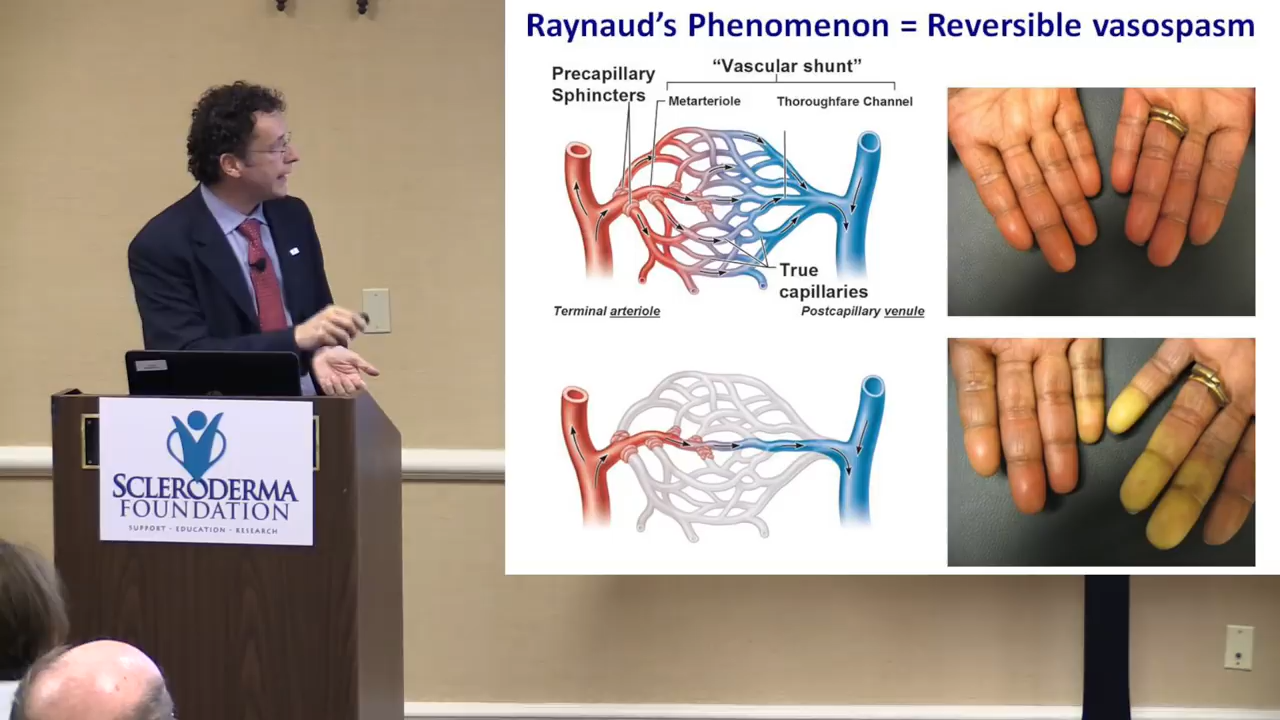 Raynaud's Phenomenon = Reversible vasospasm
"Vascular shunt"
Precapillary
Sphincters
Metarteriole
Thoroughfare Channel
True
capillaries
Terminal arteriole
Postcapillary venule
SCLERODERMA
FOUNDATION
SUPPORT · EDUCATION · RESEARCH